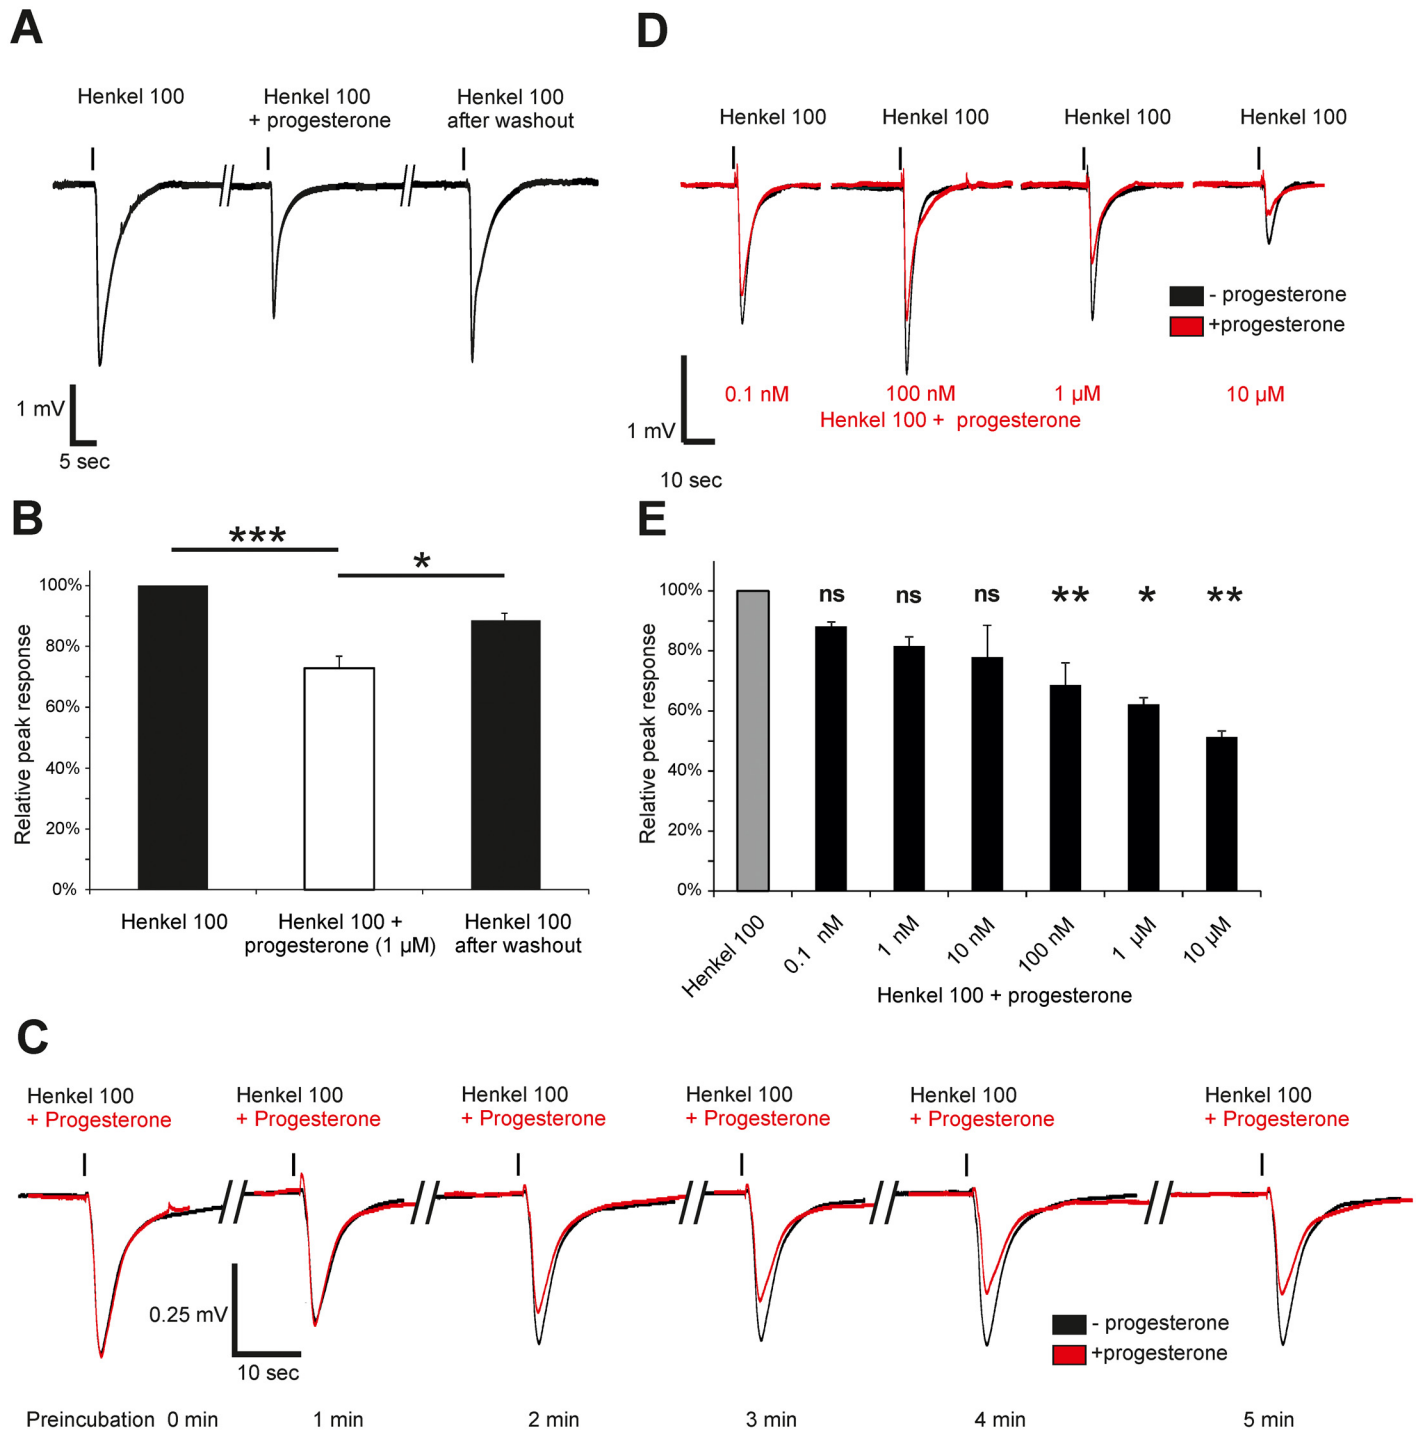 A
Henkel 100
Henkel 100
+ progesterone
Henkel 100
after washout
1 mV
5 sec
D
Henkel 100
Henkel 100
Henkel 100
Henkel 100
- progesterone
+progesterone
0.1 nM
100 nM
1 µM
10 µM
Henkel 100 + progesterone
1 mV
10 sec
B
***
*
Relative peak response
100%
80%
60%
40%
20%
0%
Henkel 100
Henkel 100 +
progesterone (1 µM)
Henkel 100
after washout
E
Relative peak response
100%
80%
60%
40%
20%
0%
ns
ns
ns
**
*
**
Henkel 100
0.1 nM
1 nM
10 nM
100 nM
1 µM
10 µM
Henkel 100 + progesterone
C
Henkel 100
+ Progesterone
Henkel 100
+ Progesterone
Henkel 100
+ Progesterone
Henkel 100
+ Progesterone
Henkel 100
+ Progesterone
Henkel 100
+ Progesterone
0.25 mV
10 sec
- progesterone
+progesterone
Preincubation 0 min
1 min
2 min
3 min
4 min
5 min